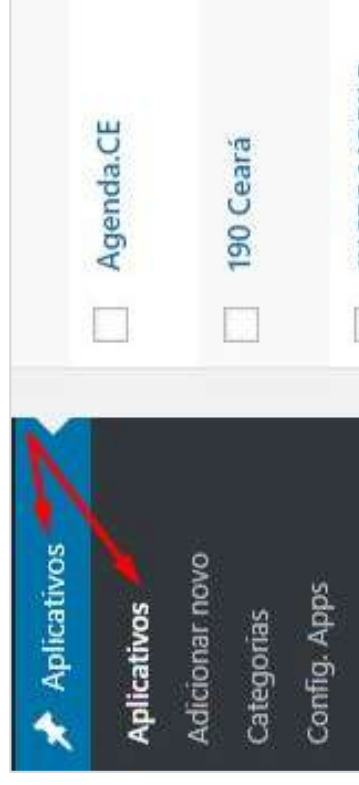 Aplicativos
Aplicativos
Adicionar novo
Categorias
Config. Apps
Agenda.CE
190 Ceará